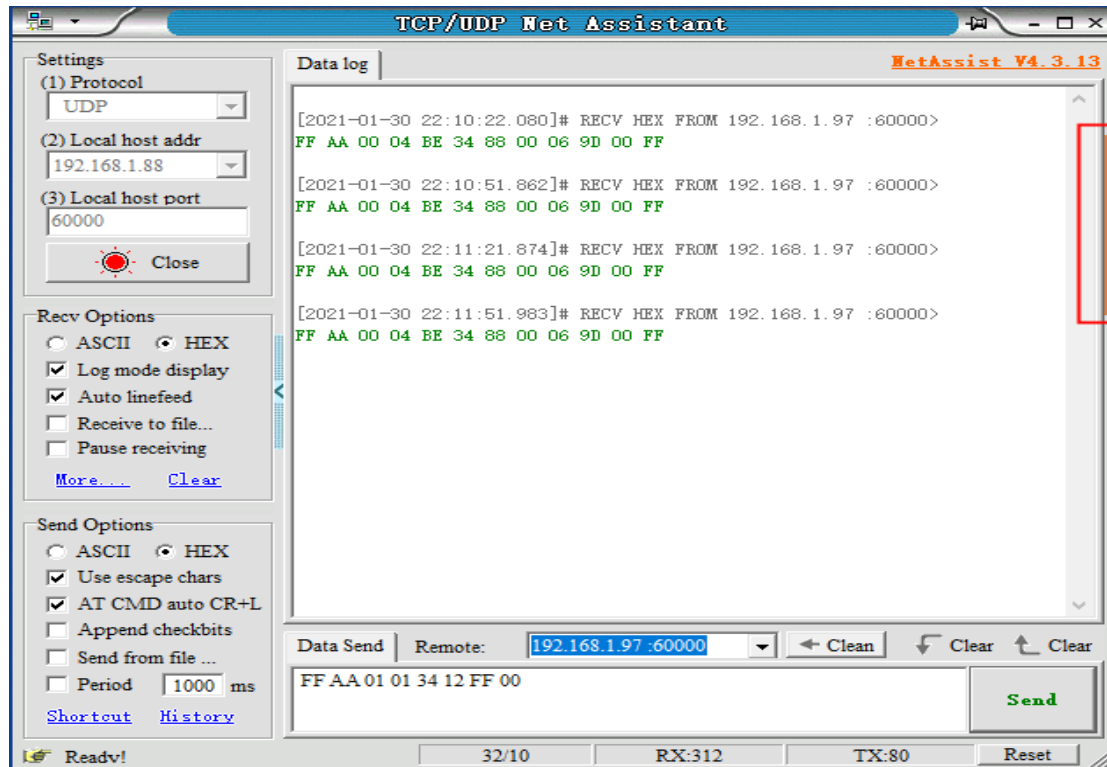 TCP/UDP Net Assistant
Settings
(1) Protocol
UDP
(2) Local host addr
192.168.1.88
(3) Local host port
60000
Close
Recv Options
ASCII HEX
Log mode display
Auto linefeed
Receive to file...
Pause receiving
More... Clear
Send Options
ASCII HEX
Use escape chars
AT CMD auto CR+L
Append checkbits
Send from file ...
Period 1000 ms
Shortcut History
Data log
NetAssist V4.3.13
[2021-01-30 22:10:22.080]# RECV HEX FROM 192.168.1.97 :60000>
FF AA 00 04 BE 34 88 00 06 9D 00 FF
[2021-01-30 22:10:51.862]# RECV HEX FROM 192.168.1.97 :60000>
FF AA 00 04 BE 34 88 00 06 9D 00 FF
[2021-01-30 22:11:21.874]# RECV HEX FROM 192.168.1.97 :60000>
FF AA 00 04 BE 34 88 00 06 9D 00 FF
[2021-01-30 22:11:51.983]# RECV HEX FROM 192.168.1.97 :60000>
FF AA 00 04 BE 34 88 00 06 9D 00 FF
Data Send Remote: 192.168.1.97 :60000 Clean Clear Clear
FF AA 01 01 34 12 FF 00
Send
Ready! 32/10 RX:312 TX:80 Reset